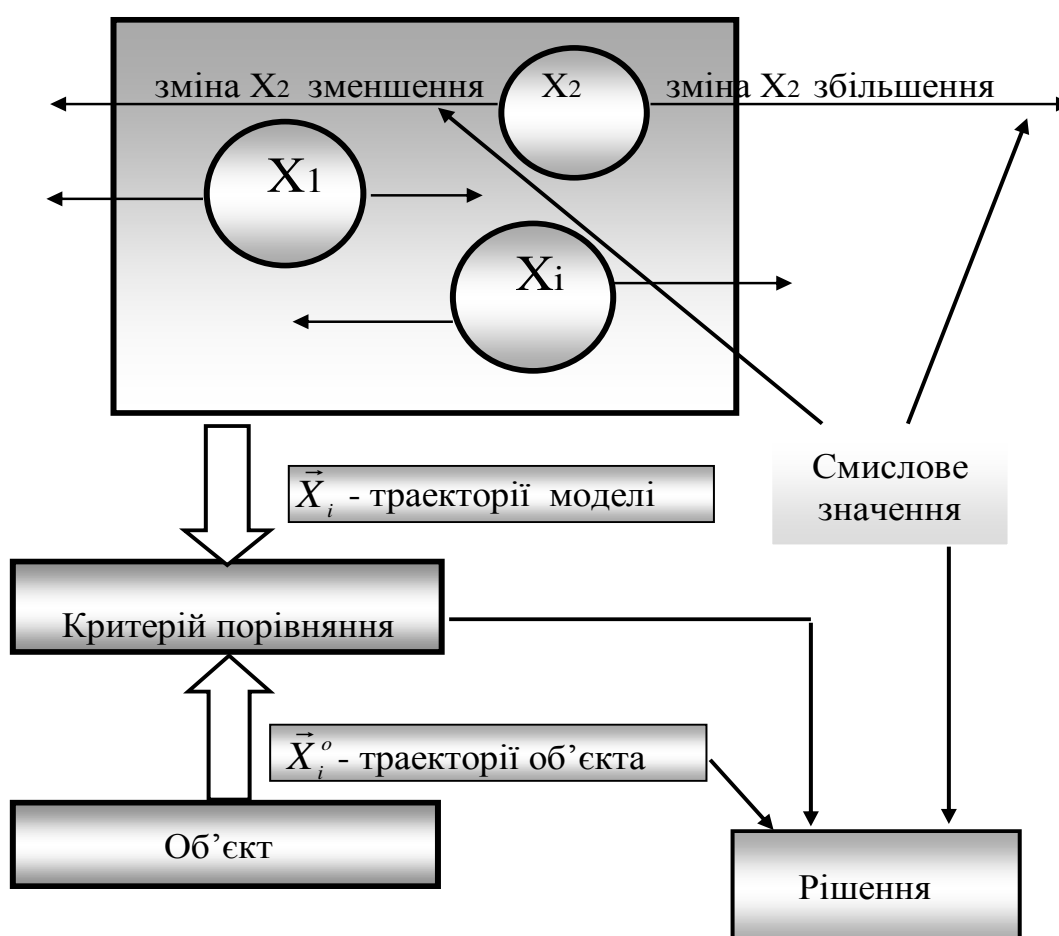 зміна X2 зменшення X2 зміна X2 збільшення
X1
Xi
Смислове
значення
X⃗ i - траекторії моделі
Критерій порівняння
X⃗ i o - траекторії об’єкта
Об’єкт
Рішення